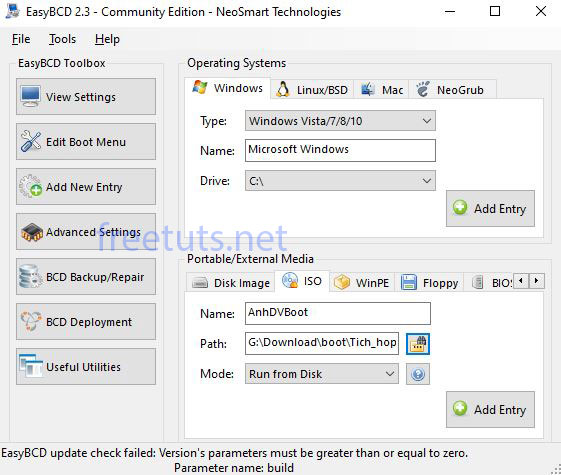 EasyBCD 2.3 - Community Edition - NeoSmart Technologies
File Tools Help
EasyBCD Toolbox
View Settings
Edit Boot Menu
Add New Entry
Advanced Settings
BCD Backup/Repair
BCD Deployment
Useful Utilities
Operating Systems
Windows Linux/BSD Mac NeoGrub
Type: Windows Vista/7/8/10
Name: Microsoft Windows
Drive: C:\
Add Entry
freetuts.net
Portable/External Media
Disk Image ISO WinPE Floppy BIOS
Name: AnhDVBoot
Path: G:\Download\boot\Tich_hop
Mode: Run from Disk
Add Entry
EasyBCD update check failed: Version's parameters must be greater than or equal to zero.
Parameter name: build